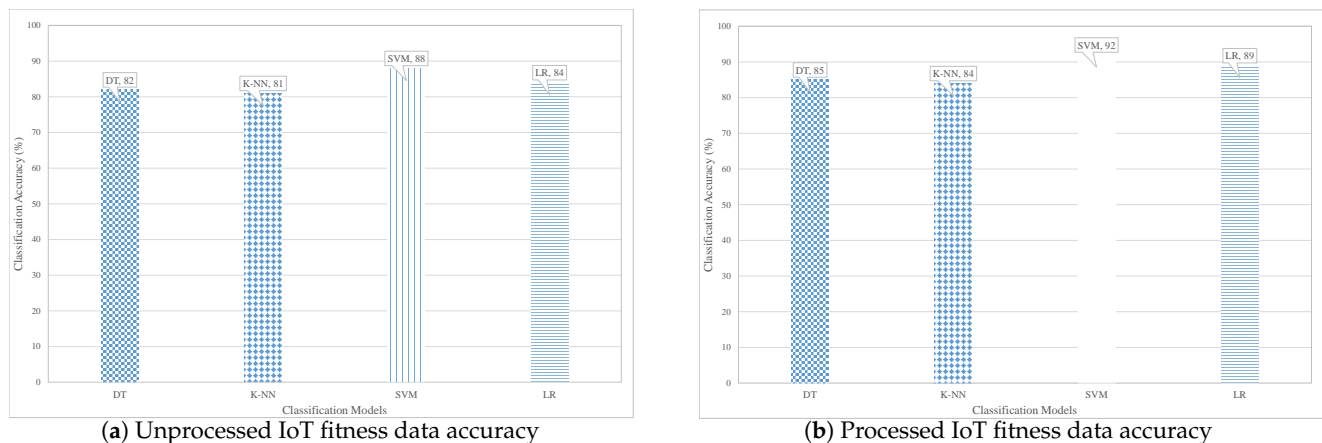 100
90
80
70
60
50
40
30
20
10
0
Classification Accuracy (%)
DT, 82
K-NN, 81
SVM, 88
LR, 84
DT
K-NN
SVM
LR
Classification Models
(a) Unprocessed IoT fitness data accuracy
100
90
80
70
60
50
40
30
20
10
0
Classification Accuracy (%)
DT, 85
K-NN, 84
SVM, 92
LR, 89
DT
K-NN
SVM
LR
Classification Models
(b) Processed IoT fitness data accuracy